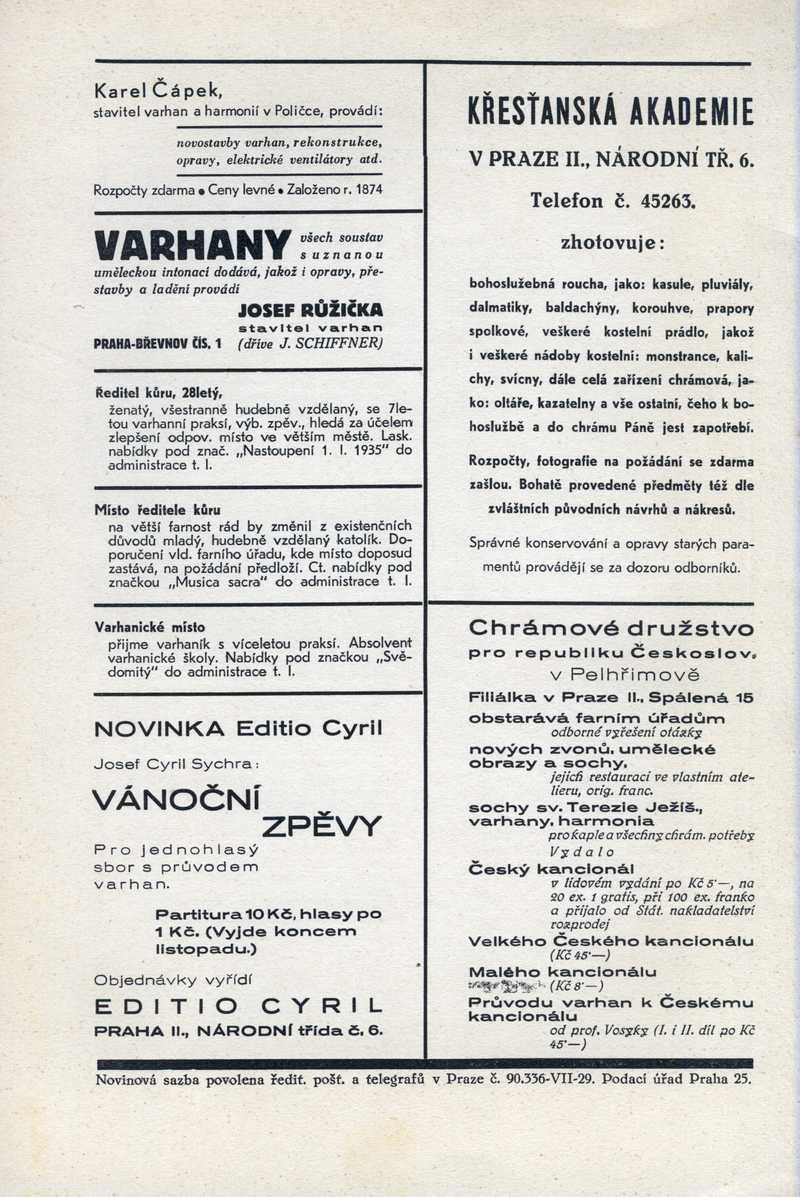 Karel Čápek,
stavitel varhan a harmonií v Poličce, provádí:
novostavby varhan, rekonstrukce,
opravy, elektrické ventilátory atd.
Rozpočty zdarma • Ceny levné • Založeno r. 1874
VARHANY všech soustav
s uznanou
uměleckou intonací dodává, jakož i opravy, pře-
stavby a ladění provádí
JOSEF RŮŽIČKA
stavitel varhan
PRAHA-BŘEVNOV ČÍS. 1 (dříve J. SCHIFFNER)
Ředitel kůru, 28letý,
ženatý, všestranně hudebně vzdělaný, se 7le-
tou varhanní praksí, výb. zpěv., hledá za účelem
zlepšení odpov. místo ve větším městě. Lask.
nabídky pod znač. „Nastoupení 1. I. 1935" do
administrace t. l.
Místo ředitele kůru
na větší farnost rád by změnil z existenčních
důvodů mladý, hudebně vzdělaný katolík. Do-
poručení vld. farního úřadu, kde místo doposud
zastává, na požádání předloží. Ct. nabídky pod
značkou „Musica sacra" do administrace t. l.
Varhanické místo
přijme varhaník s víceletou praksí. Absolvent
varhanické školy. Nabídky pod značkou „Svě-
domitý" do administrace t. l.
NOVINKA Editio Cyril
Josef Cyril Sychra:
VÁNOČNÍ
ZPĚVY
Pro jednohlasý
sbor s průvodem
varhan.
Partitura 10 Kč, hlasy po
1 Kč. (Vyjde koncem
listopadu.)
Objednávky vyřídí
EDITIO CYRIL
PRAHA II., NÁRODNÍ třída č. 6.
KŘESŤANSKÁ AKADEMIE
V PRAZE II., NÁRODNÍ TŘ. 6.
Telefon č. 45263.
zhotovuje:
bohoslužebná roucha, jako: kasule, pluviály,
dalmatiky, baldachýny, korouhve, prapory
spolkové, veškeré kostelní prádlo, jakož
i veškeré nádoby kostelní: monstrance, kali-
chy, svícny, dále celá zařízení chrámová, ja-
ko: oltáře, kazatelny a vše ostatní, čeho k bo-
hoslužbě a do chrámu Páně jest zapotřebí.
Rozpočty, fotografie na požádání se zdarma
zašlou. Bohatě provedené předměty též dle
zvláštních původních návrhů a nákresů.
Správné konservování a opravy starých para-
mentů provádějí se za dozoru odborníků.
Chrámové družstvo
pro republiku Českoslov.
v Pelhřimově
Filiálka v Praze II., Spálená 15
obstarává farním úřadům
odborné vyřešení otázky
nových zvonů, umělecké
obrazy a sochy,
jejich restauraci ve vlastním ate-
lieru, orig. franc.
sochy sv. Terezie Ježíš.,
varhany, harmonia
pro kaple a všechny chrám. potřeby
Vydalo
Český kancionál
v lidovém vydání po Kč 5·—, na
20 ex. 1 gratis, při 100 ex. franko
a přijalo od Stát. nakladatelství
rozprodej
Velkého Českého kancionálu
(Kč 45·—)
Malého kancionálu
(Kč 8·—)
Průvodu varhan k Českému
kancionálu
od prof. Vosyky (I. i II. díl po Kč
45·—)
Novinová sazba povolena ředit. pošt. a telegrafů v Praze č. 90.336-VII-29. Podací úřad Praha 25.